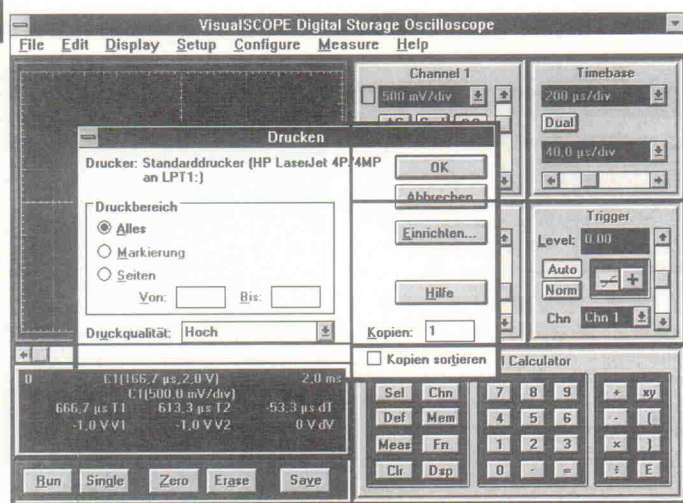 VisualSCOPE Digital Storage Oscilloscope
File Edit Display Setup Configure Measure Help
Channel 1
500 mV/div
Timebase
200 µs/div
Dual
40,0 µs/div
Drucken
Drucker: Standarddrucker (HP LaserJet 4P/4MP
an LPT1:)
OK
Abbrechen
Einrichten...
Hilfe
Druckbereich
Alles
Markierung
Seiten
Von: Bis:
Druckqualität: Hoch
Kopien: 1
Kopien sortieren
Trigger
Level: 0.00
Auto
Norm
+
Chn Chn 1
0 C1(166,7 µs,2,0 V) 2,0 ms
C1(500,0 mV/div)
666,7 µs T1 613,3 µs T2 -53,3 µs dT
-1,0 V V1 -1,0 V V2 0 V dV
Run Single Zero Erase Save
Calculator
Sel Chn 7 8 9 + xy
Def Mem 4 5 6 - (
Meas Fn 1 2 3 × )
Clr Dsp 0 . = ÷ E